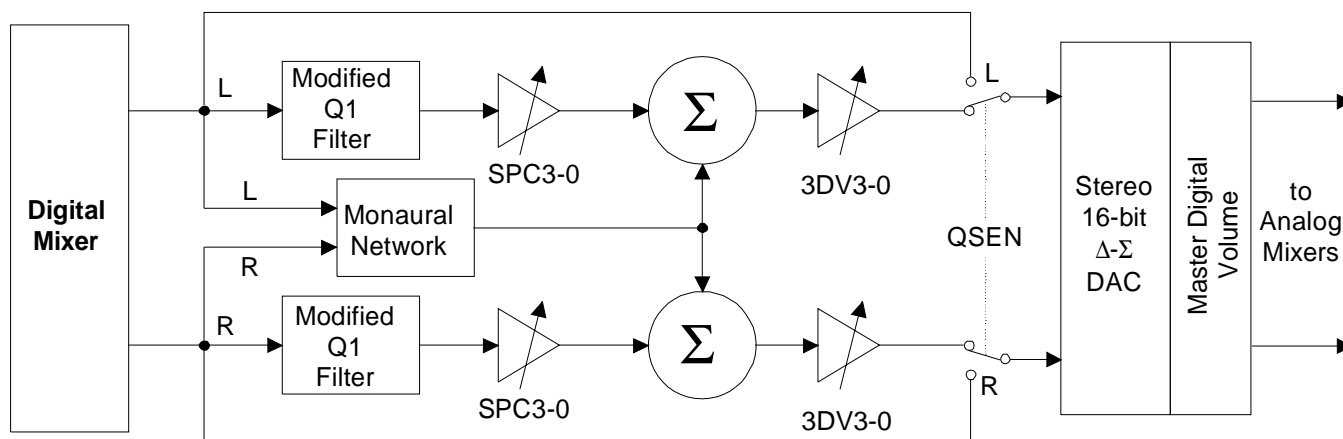 Digital
Mixer
L
Modified
Q1
Filter
SPC3-0
Σ
3DV3-0
L
L
Monaural
Network
R
QSEN
R
Modified
Q1
Filter
SPC3-0
Σ
3DV3-0
R
Stereo
16-bit
Δ-Σ
DAC
Master Digital
Volume
to
Analog
Mixers